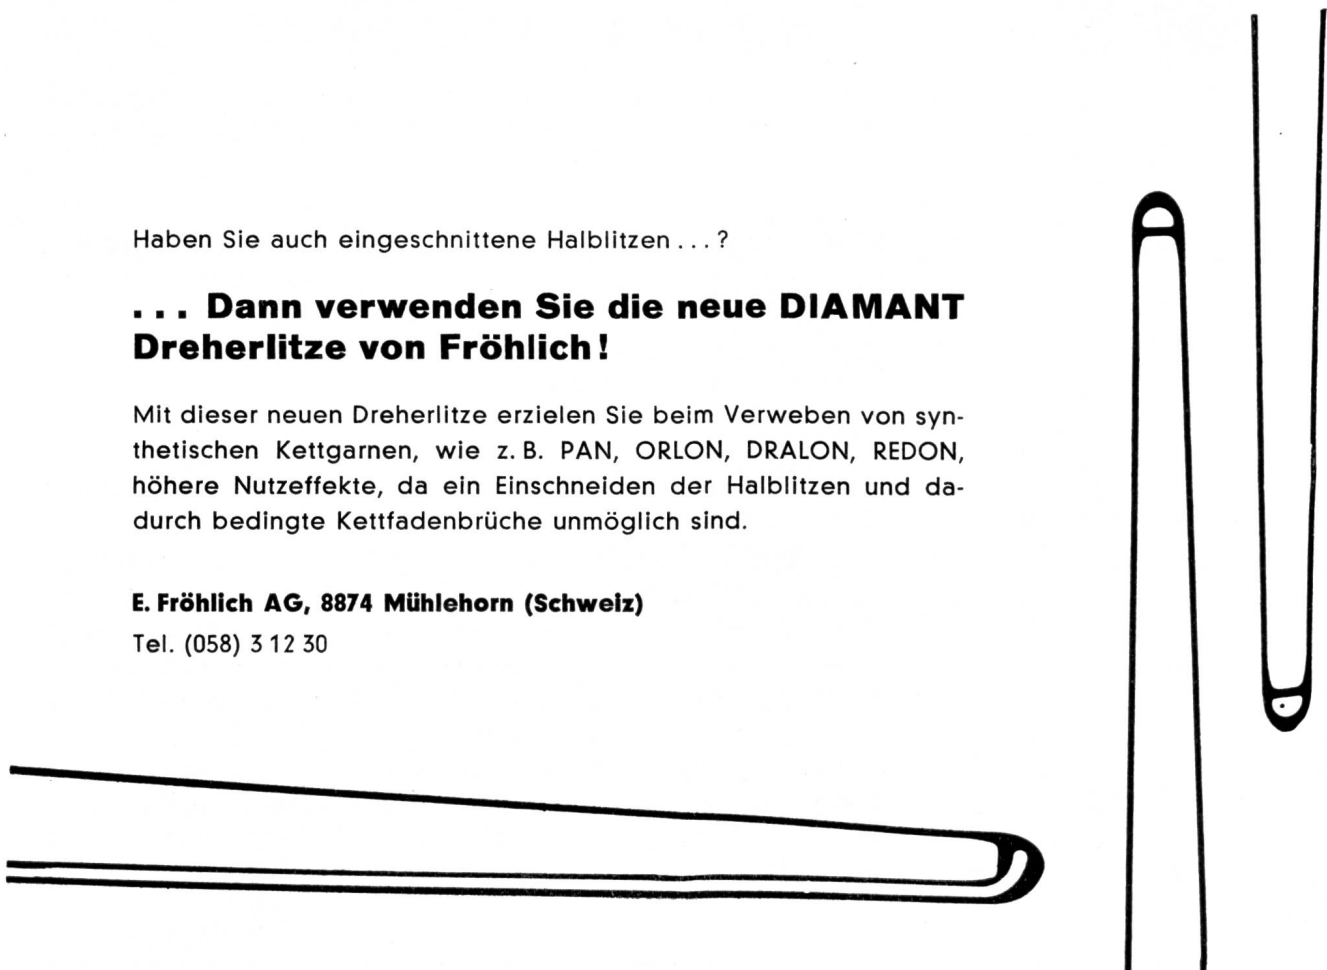 Haben Sie auch eingeschnittene Halblitzen ... ?
... Dann verwenden Sie die neue DIAMANT
Dreherlitze von Fröhlich!
Mit dieser neuen Dreherlitze erzielen Sie beim Verweben von syn-
thetischen Kettgarnen, wie z. B. PAN, ORLON, DRALON, REDON,
höhere Nutzeffekte, da ein Einschneiden der Halblitzen und da-
durch bedingte Kettfadenbrüche unmöglich sind.
E. Fröhlich AG, 8874 Mühlehorn (Schweiz)
Tel. (058) 3 12 30